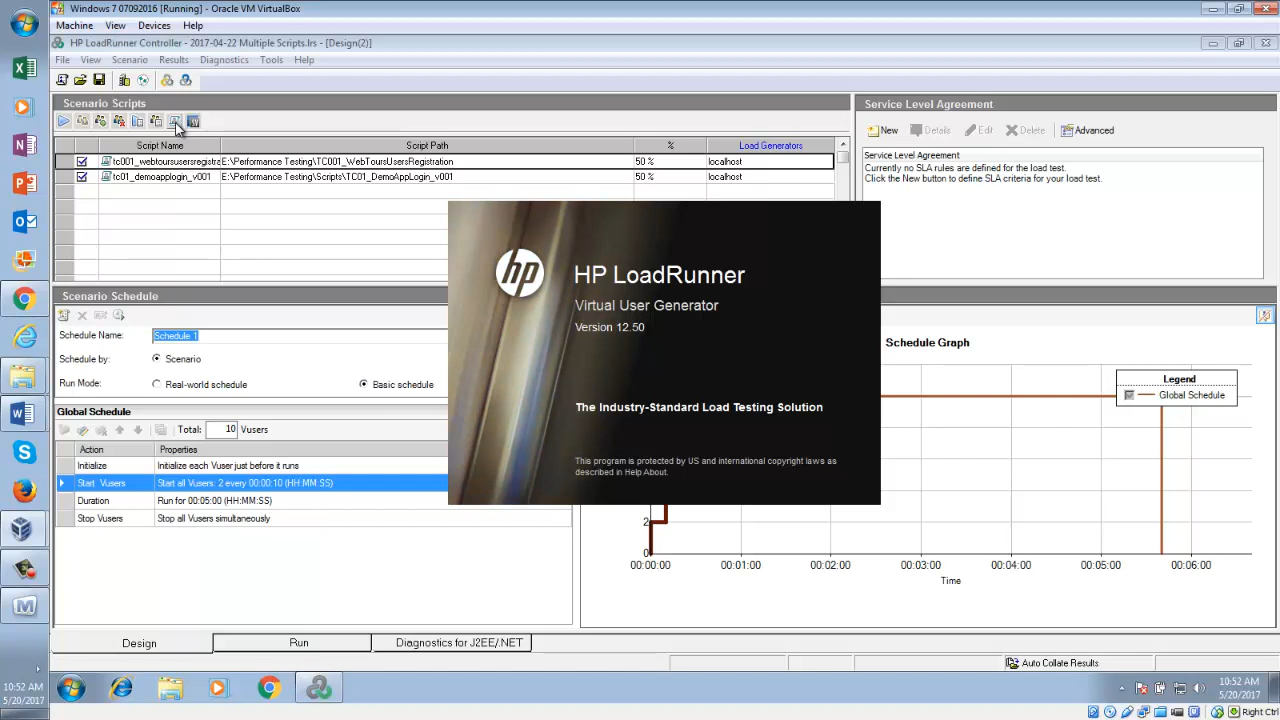 Windows 7 07092016 [Running] - Oracle VM VirtualBox
Machine View Devices Help
HP LoadRunner Controller - 2017-04-22 Multiple Scripts.lrs - [Design(2)]
File View Scenario Results Diagnostics Tools Help
Scenario Scripts
Script Name Script Path % Load Generators
tc001_webtoursusersregistra E:\Performance Testing\TC001_WebToursUsersRegistration 50 % localhost
tc01_demoapplogin_v001 E:\Performance Testing\Scripts\TC01_DemoAppLogin_v001 50 % localhost
Service Level Agreement
New Details Edit Delete Advanced
Service Level Agreement
Currently no SLA rules are defined for the load test.
Click the New button to define SLA criteria for your load test.
hp
HP LoadRunner
Virtual User Generator
Version 12.50
The Industry-Standard Load Testing Solution
This program is protected by US and international copyright laws as
described in Help About.
Scenario Schedule
Schedule Name: Schedule 1
Schedule by: Scenario
Run Mode: Real-world schedule Basic schedule
Global Schedule
Total: 10 Vusers
Action Properties
Initialize Initialize each Vuser just before it runs
Start Vusers Start all Vusers: 2 every 00:00:10 (HH:MM:SS)
Duration Run for 00:05:00 (HH:MM:SS)
Stop Vusers Stop all Vusers simultaneously
Schedule Graph
Legend
Global Schedule
2
0
00:00:00 00:01:00 00:02:00 00:03:00 00:04:00 00:05:00 00:06:00
Time
Design Run Diagnostics for J2EE/.NET
Auto Collate Results
10:52 AM
5/20/2017
10:52 AM
5/20/2017
Right Ctrl